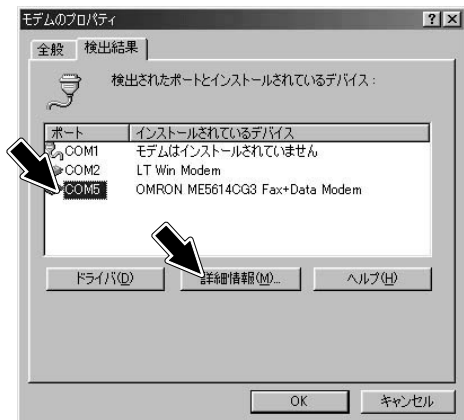 モデムのプロパティ
全般 検出結果
検出されたポートとインストールされているデバイス :
ポート インストールされているデバイス
COM1 モデムはインストールされていません
COM2 LT Win Modem
COM5 OMRON ME5614CG3 Fax+Data Modem
ドライバ(D) 詳細情報(M)... ヘルプ(H)
OK キャンセル